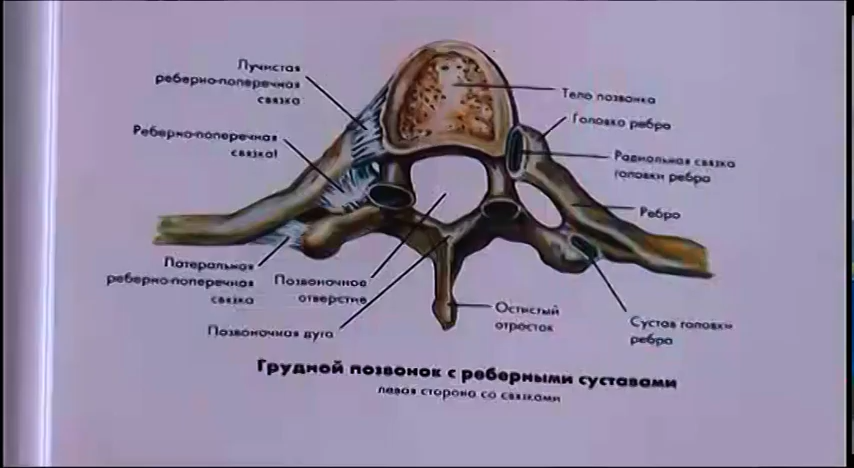 Лучистая
реберно-поперечная
связка
Реберно-поперечная
связка!
Латеральная
реберно-поперечная
связка
Позвоночное
отверстие
Позвоночная дуга
Тело позвонка
Головка ребра
Радиальная связка
головки ребра
Ребро
Остистый
отросток
Сустав головки
ребра
Грудной позвонок с реберными суставами
левая сторона со связками